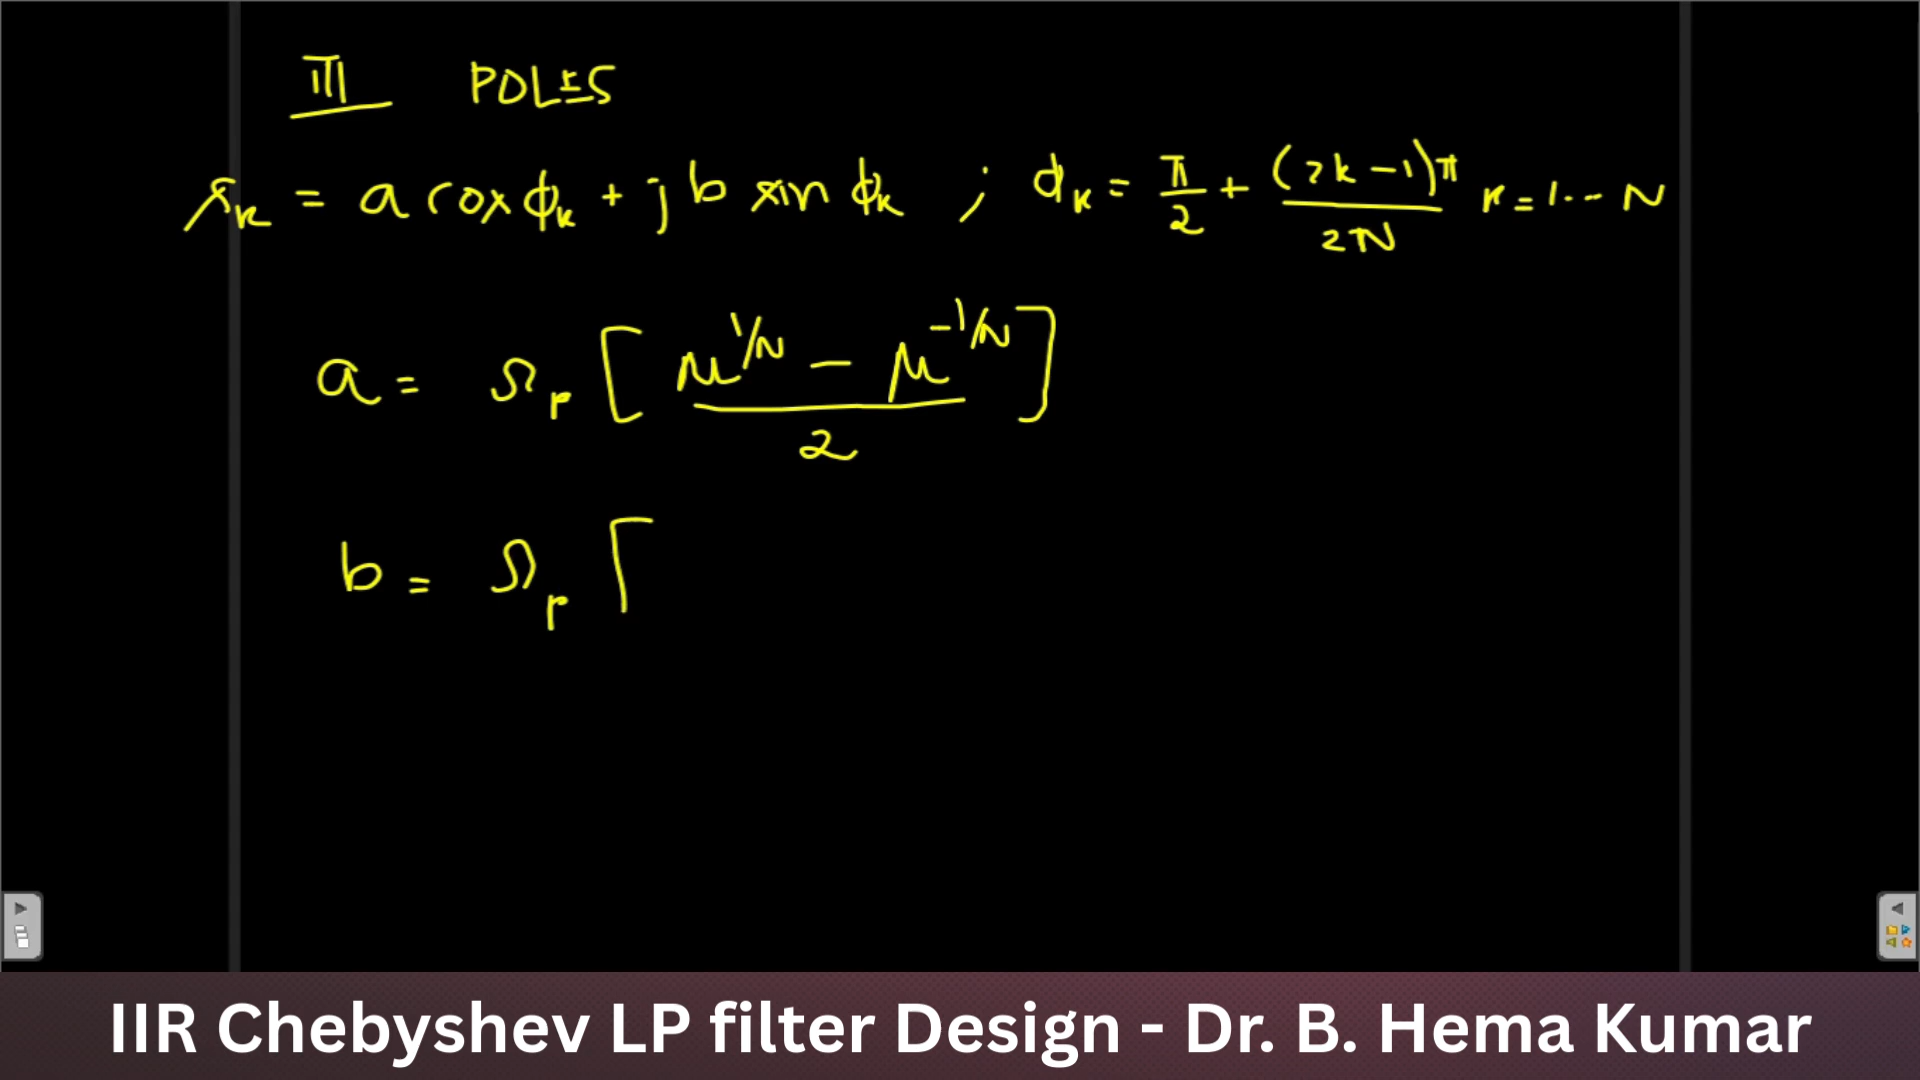 III POLES
s_k = a cos ϕ_k + j b sin ϕ_k ; ϕ_k = π/2 + (2k-1)π/2N k = 1... N
a = Ω_p [ (μ^(1/N) - μ^(-1/N)) / 2 ]
b = Ω_p [
IIR Chebyshev LP filter Design - Dr. B. Hema Kumar